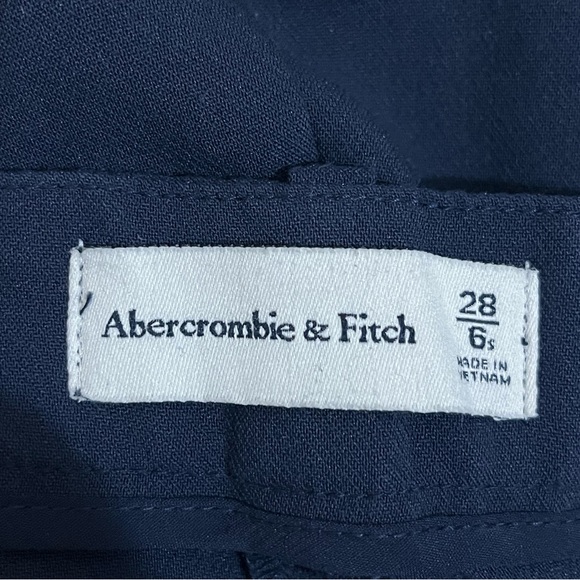 Abercrombie & Fitch
28
6s
MADE IN
VIETNAM